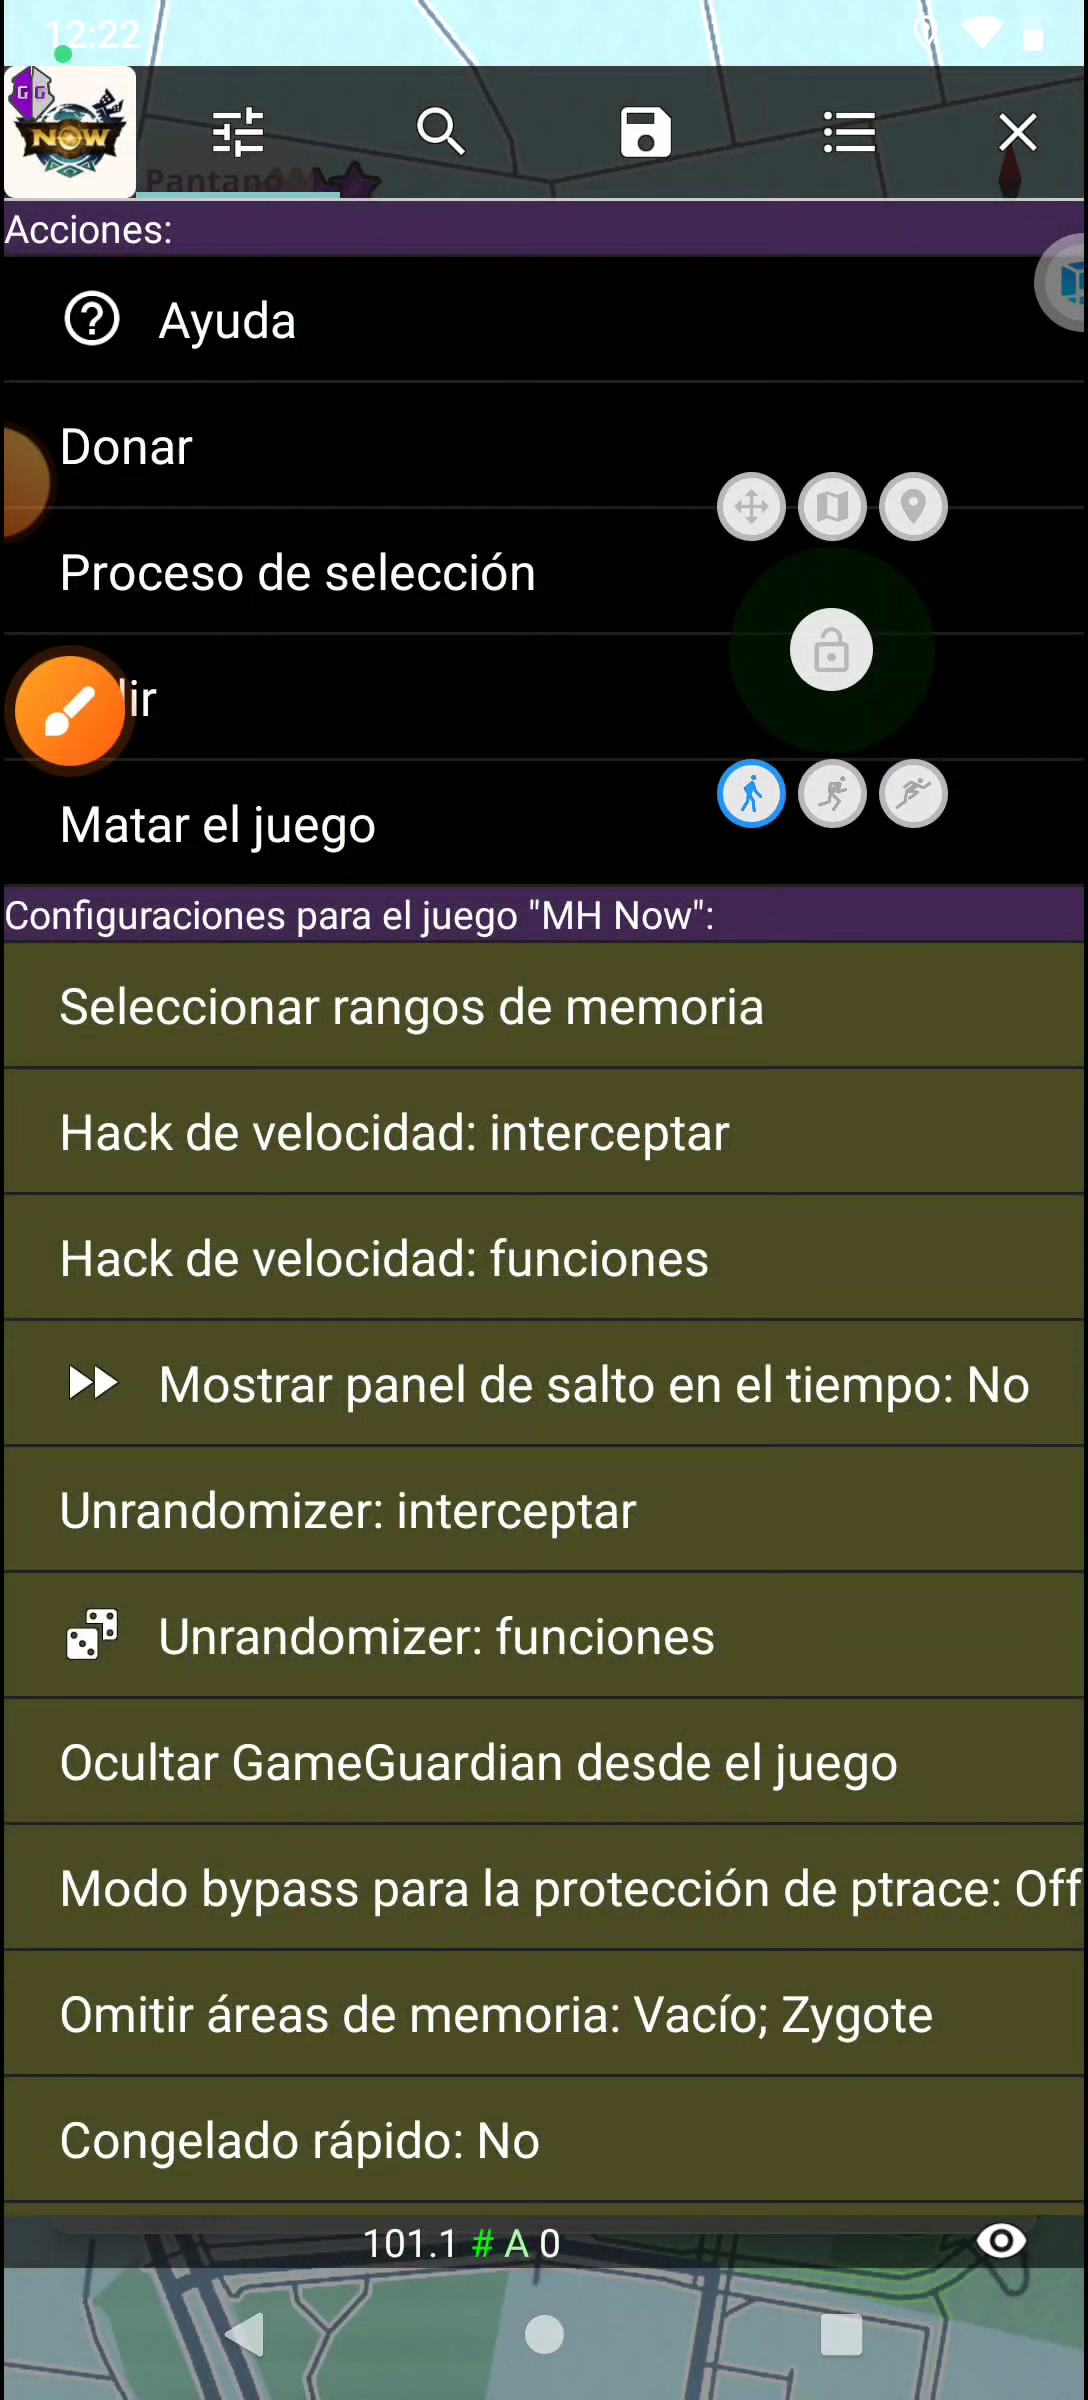 12:22
GG
NOW
Pantano
Acciones:
Ayuda
Donar
Proceso de selección
lir
Matar el juego
Configuraciones para el juego "MH Now":
Seleccionar rangos de memoria
Hack de velocidad: interceptar
Hack de velocidad: funciones
Mostrar panel de salto en el tiempo: No
Unrandomizer: interceptar
Unrandomizer: funciones
Ocultar GameGuardian desde el juego
Modo bypass para la protección de ptrace: Off
Omitir áreas de memoria: Vacío; Zygote
Congelado rápido: No
101.1 # A 0